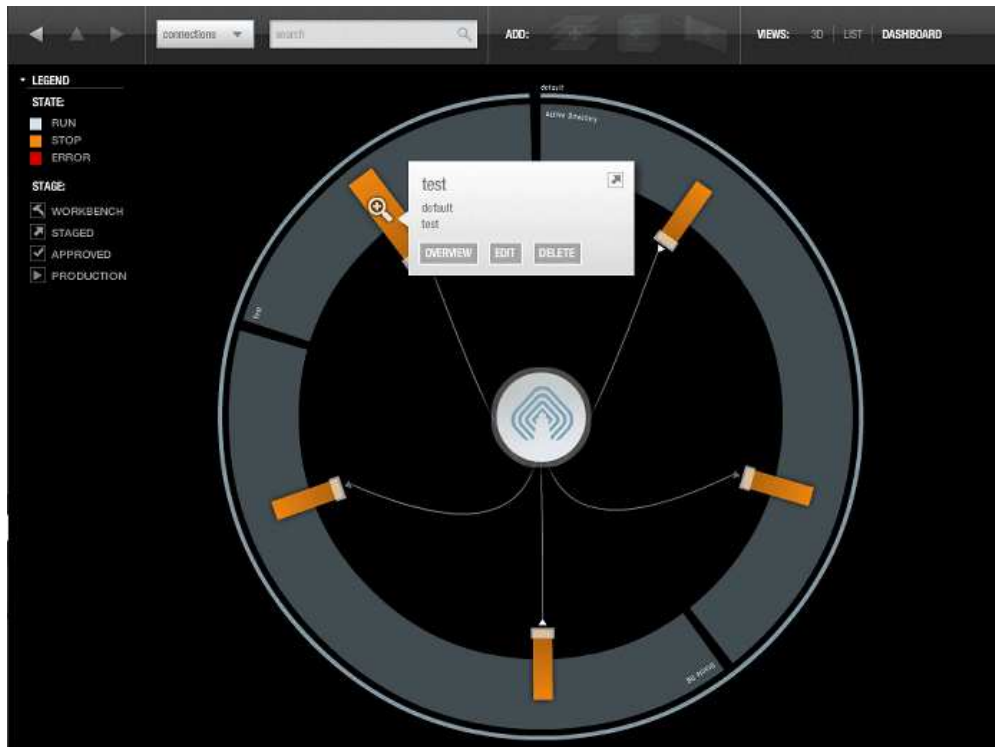 connections
search
ADD:
VIEWS:
3D
LIST
DASHBOARD
LEGEND
STATE:
RUN
STOP
ERROR
STAGE:
WORKBENCH
STAGED
APPROVED
PRODUCTION
default
Active Directory
test
default
test
OVERVIEW
EDIT
DELETE
test